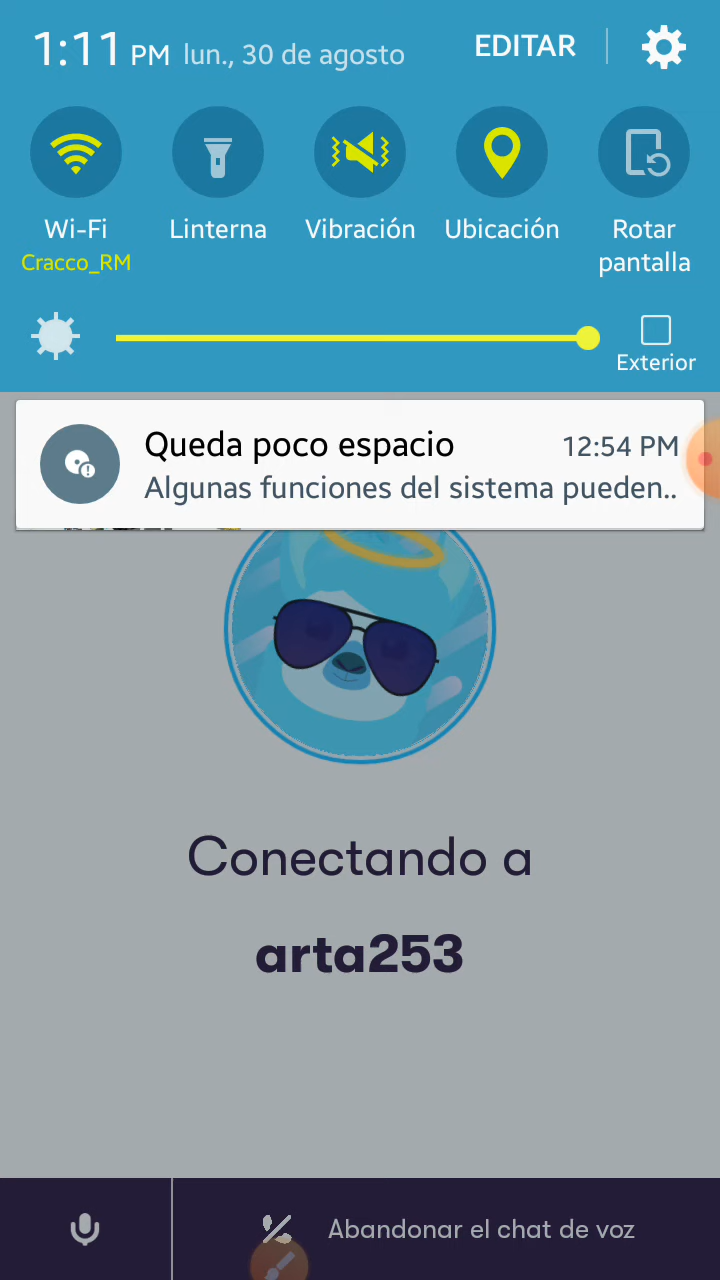 1:11 PM lun., 30 de agosto EDITAR
Wi-Fi Linterna Vibración Ubicación Rotar pantalla
Cracco_RM
Exterior
Queda poco espacio 12:54 PM
Algunas funciones del sistema pueden..
Conectando a
arta253
Abandonar el chat de voz